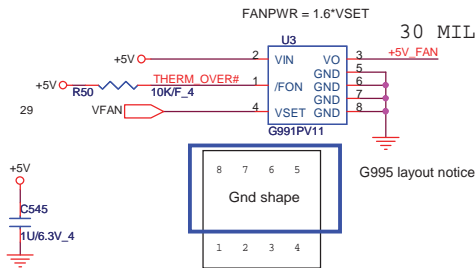 FANPWR = 1.6*VSET
30 MIL
U3
+5V 2 VIN VO 3 +5V_FAN
GND 5
+5V R50 10K/F_4 THERM_OVER# 1 /FON GND 6
GND 7
29 VFAN 4 VSET GND 8
G991PV11
8 7 6 5
G995 layout notice
Gnd shape
+5V
C545
1U/6.3V_4
1 2 3 4